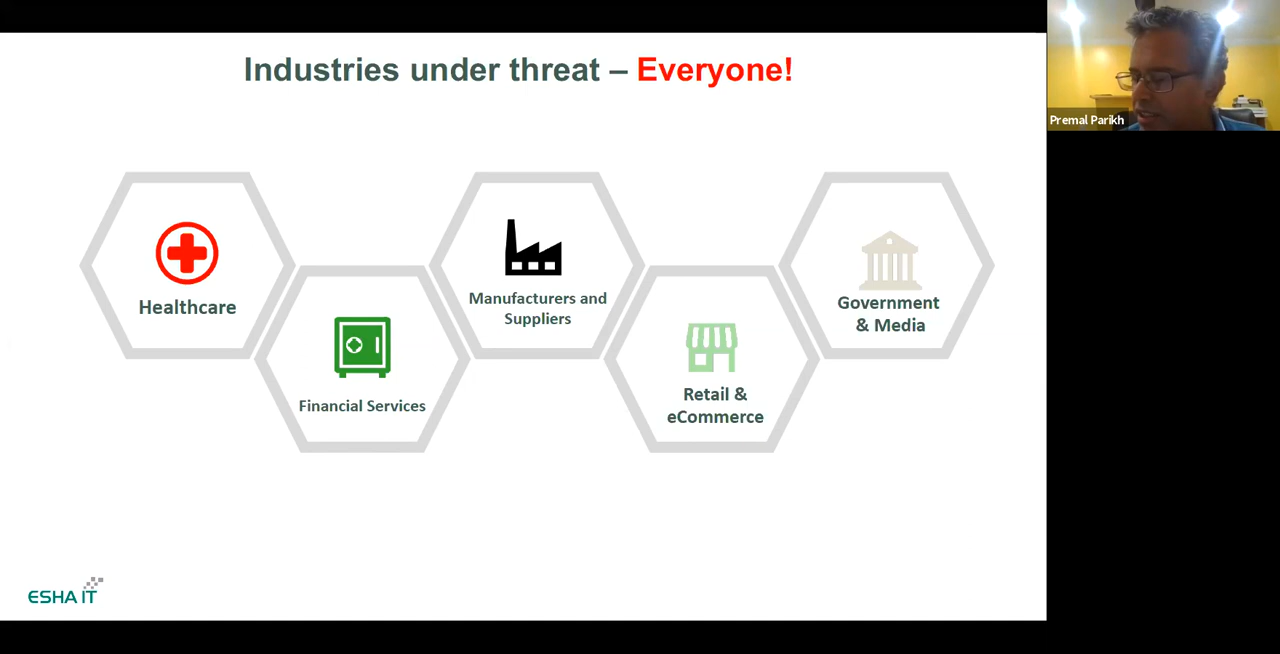 Industries under threat – Everyone!
Premal Parikh
Healthcare
Financial Services
Manufacturers and
Suppliers
Retail &
eCommerce
Government
& Media
ESHA IT